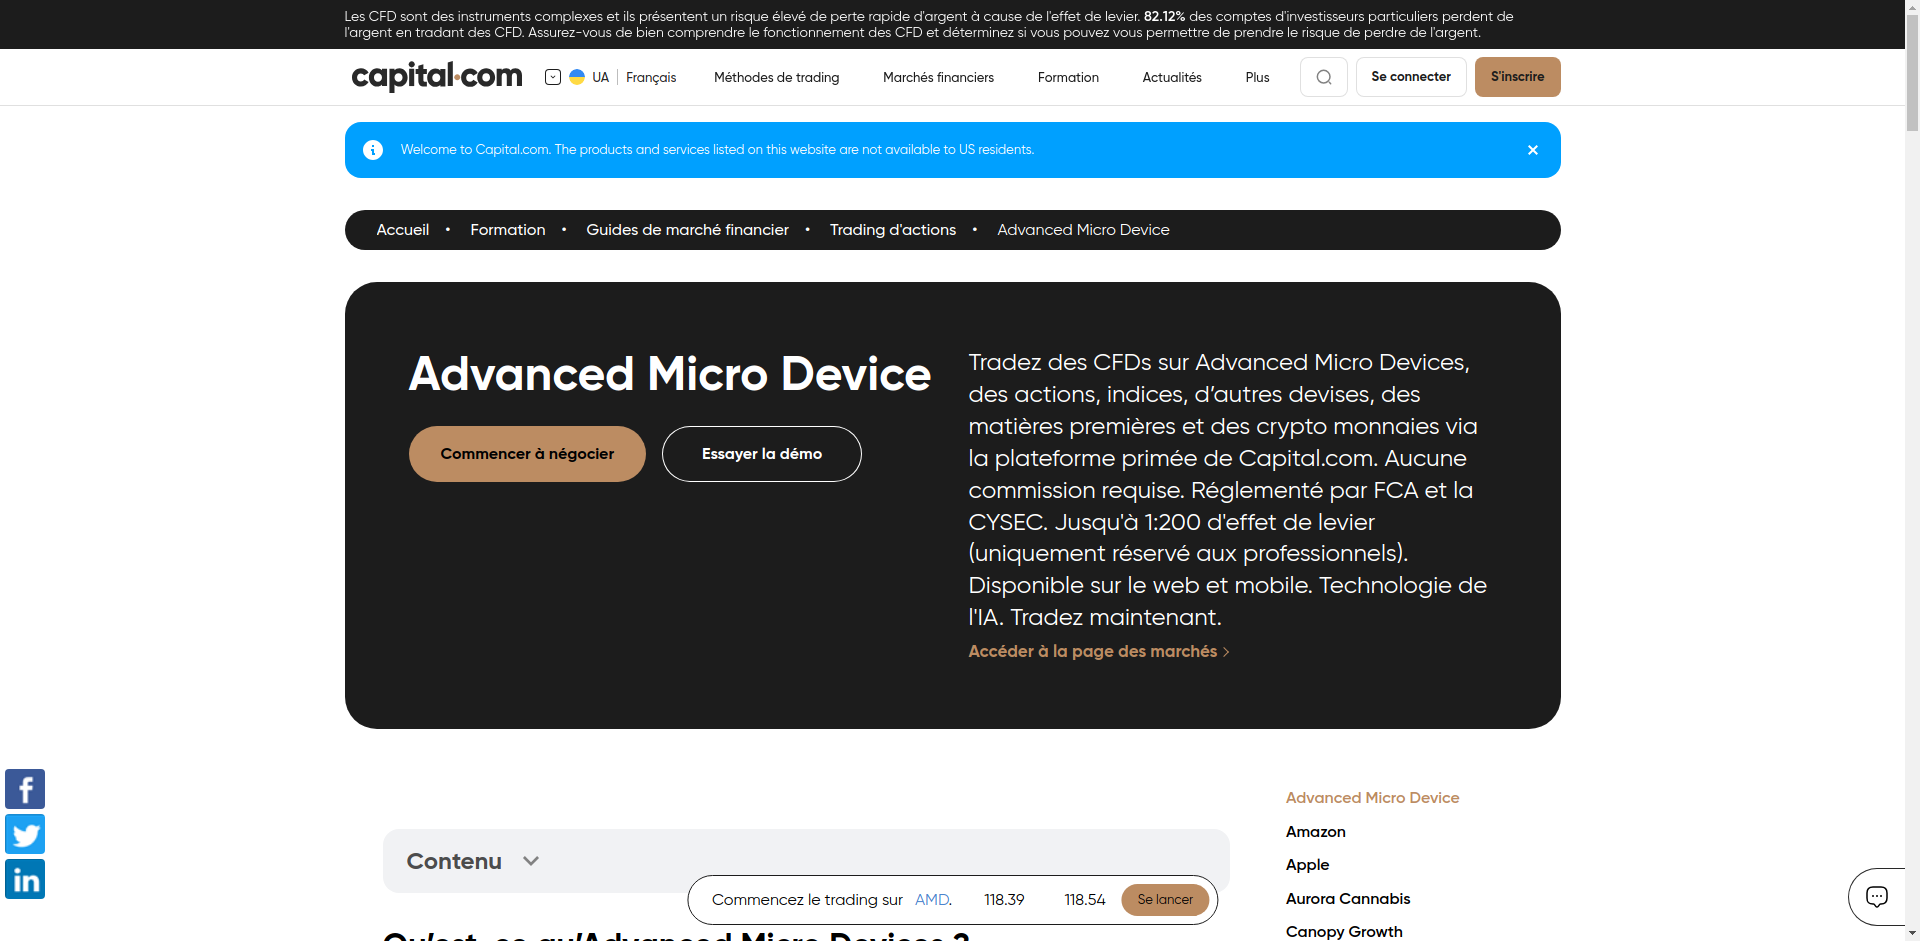 Les CFD sont des instruments complexes et ils présentent un risque élevé de perte rapide d'argent à cause de l'effet de levier. 82.12% des comptes d'investisseurs particuliers perdent de
l'argent en tradant des CFD. Assurez-vous de bien comprendre le fonctionnement des CFD et déterminez si vous pouvez vous permettre de prendre le risque de perdre de l'argent.
capital.com UA Français Méthodes de trading Marchés financiers Formation Actualités Plus Se connecter S'inscrire
Welcome to Capital.com. The products and services listed on this website are not available to US residents.
Accueil • Formation • Guides de marché financier • Trading d'actions • Advanced Micro Device
Advanced Micro Device
Commencer à négocier Essayer la démo
Tradez des CFDs sur Advanced Micro Devices,
des actions, indices, d’autres devises, des
matières premières et des crypto monnaies via
la plateforme primée de Capital.com. Aucune
commission requise. Réglementé par FCA et la
CYSEC. Jusqu'à 1:200 d'effet de levier
(uniquement réservé aux professionnels).
Disponible sur le web et mobile. Technologie de
l'IA. Tradez maintenant.
Accéder à la page des marchés
Contenu
Commencez le trading sur AMD. 118.39 118.54 Se lancer
Qu'est-ce qu'Advanced Micro Devices ?
Advanced Micro Device
Amazon
Apple
Aurora Cannabis
Canopy Growth